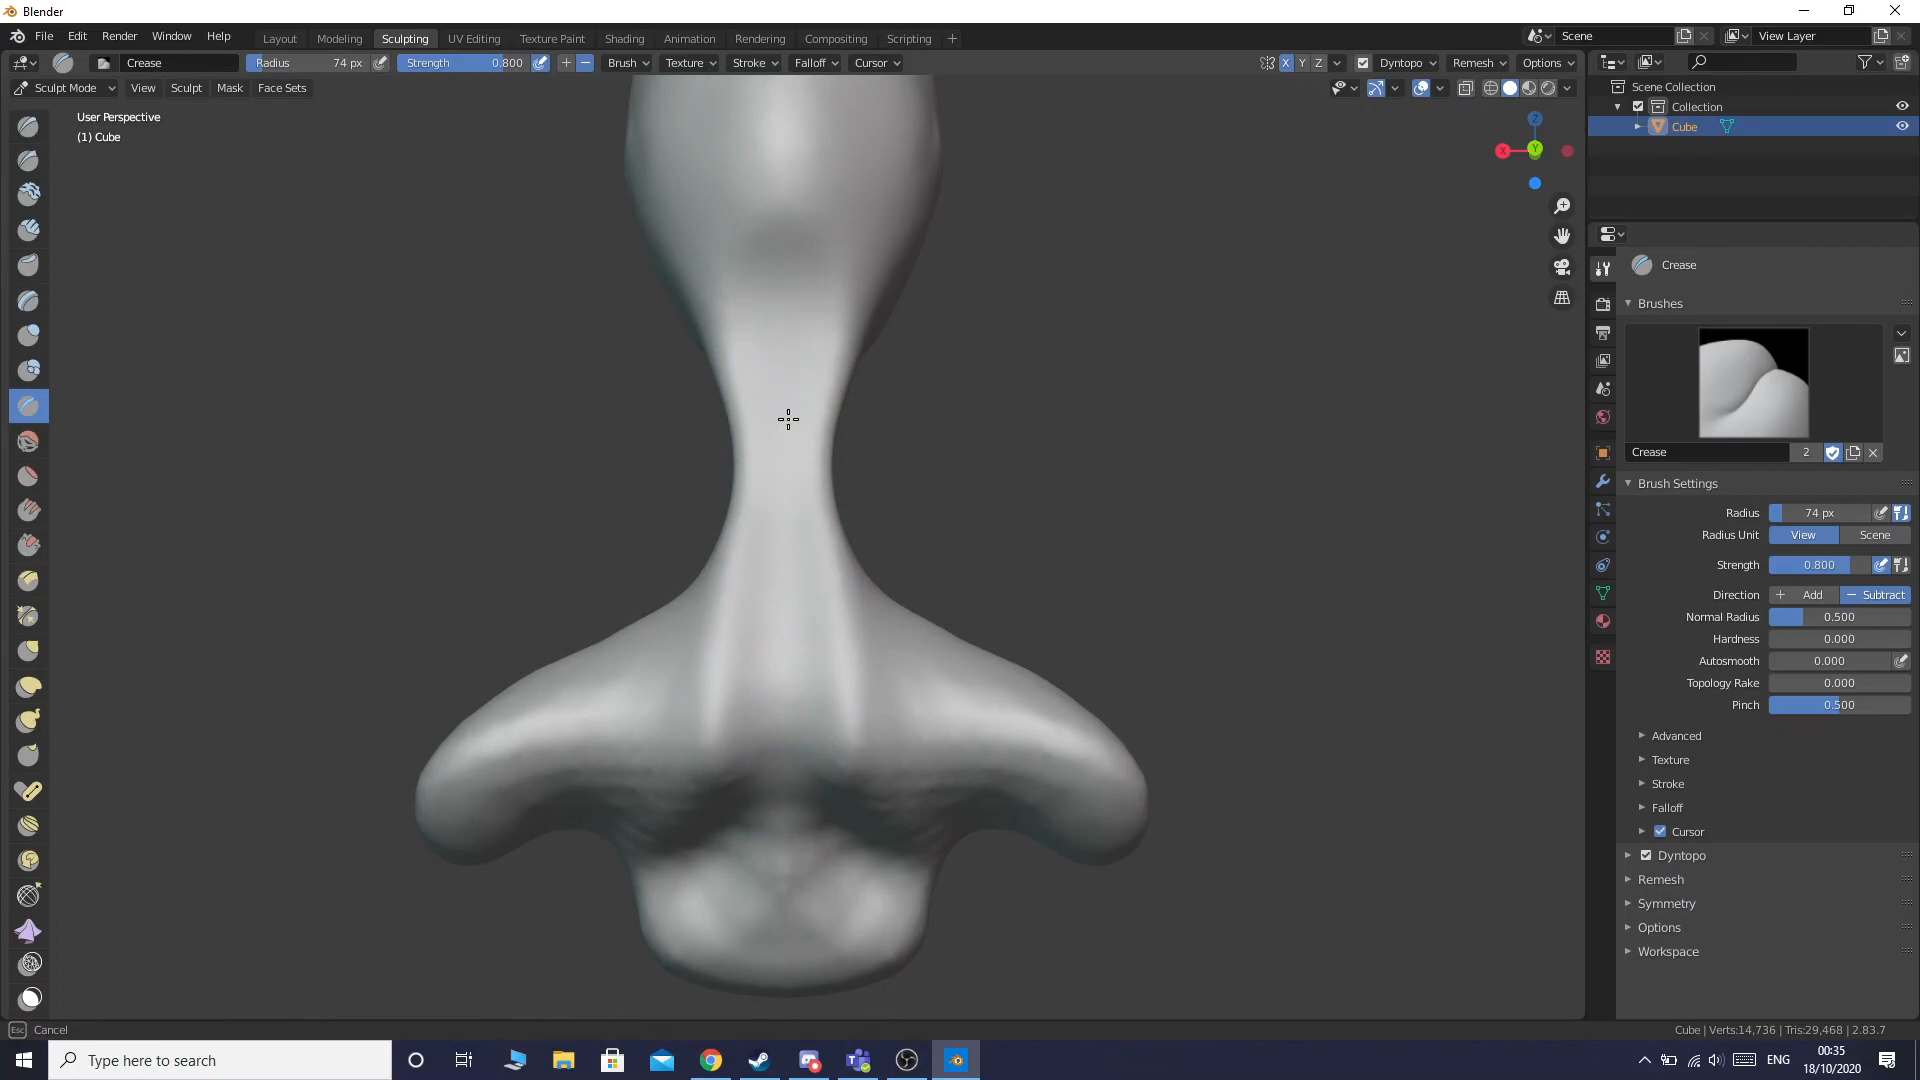 Blender
File Edit Render Window Help Layout Modeling Sculpting UV Editing Texture Paint Shading Animation Rendering Compositing Scripting Scene View Layer
Crease Radius 74 px Strength 0.800 Brush Texture Stroke Falloff Cursor X Y Z Dyntopo Remesh Options
Sculpt Mode View Sculpt Mask Face Sets
Scene Collection
Collection
Cube
User Perspective
(1) Cube
Z
X
Y
Crease
Brushes
Crease 2
Brush Settings
Radius 74 px
Radius Unit View Scene
Strength 0.800
Direction Add Subtract
Normal Radius 0.500
Hardness 0.000
Autosmooth 0.000
Topology Rake 0.000
Pinch 0.500
Advanced
Texture
Stroke
Falloff
Cursor
Dyntopo
Remesh
Symmetry
Options
Workspace
Esc Cancel
Cube | Verts:14,736 | Tris:29,468 | 2.83.7
Type here to search
ENG
00:35
18/10/2020